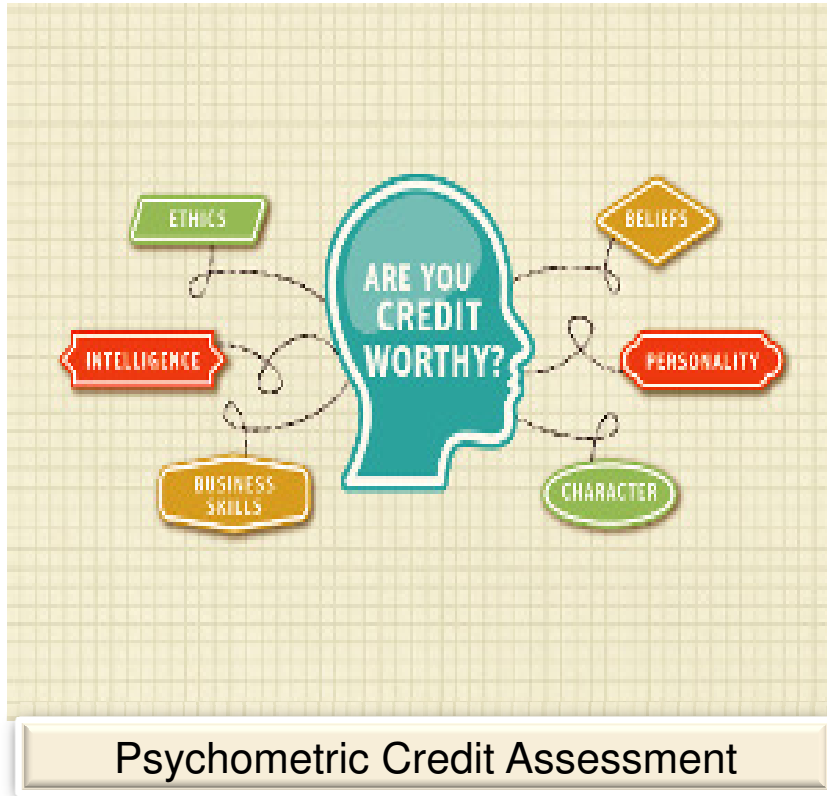 ETHICS
BELIEFS
ARE YOU
CREDIT
WORTHY?
INTELLIGENCE
PERSONALITY
BUSINESS
SKILLS
CHARACTER
Psychometric Credit Assessment